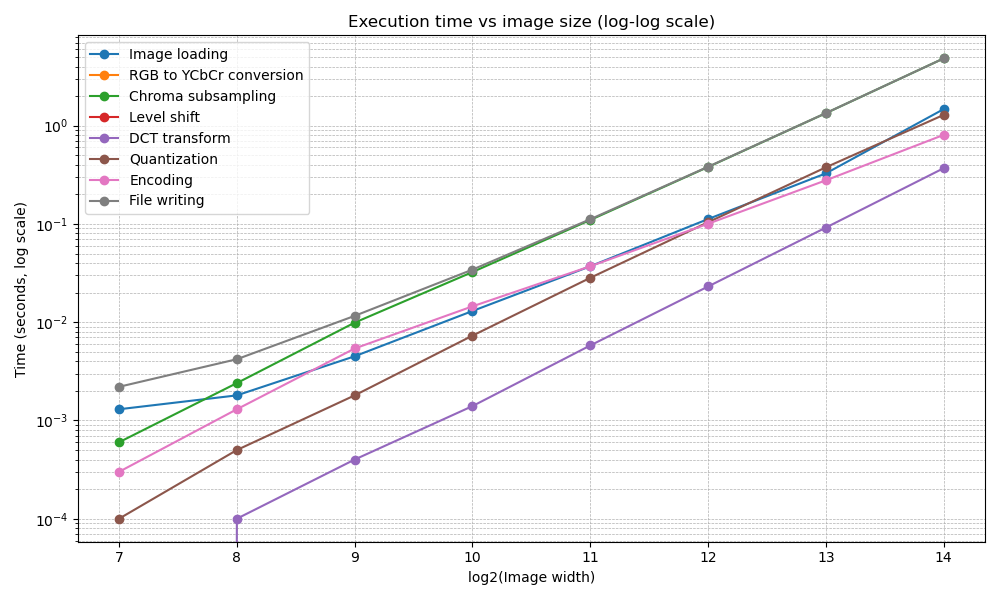 Execution time vs image size (log-log scale)
Image loading
RGB to YCbCr conversion
Chroma subsampling
Level shift
DCT transform
Quantization
Encoding
File writing
Time (seconds, log scale)
10⁰
10⁻¹
10⁻²
10⁻³
10⁻⁴
7 8 9 10 11 12 13 14
log2(Image width)